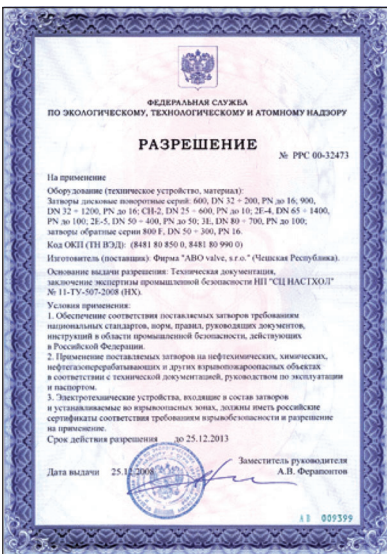 ФЕДЕРАЛЬНАЯ СЛУЖБА
ПО ЭКОЛОГИЧЕСКОМУ, ТЕХНОЛОГИЧЕСКОМУ И АТОМНОМУ НАДЗОРУ
РАЗРЕШЕНИЕ
№ РРС 00-32473
На применение
Оборудование (техническое устройство, материал):
Затворы дисковые поворотные серий: 600, DN 32 ÷ 200, PN до 16; 900,
DN 32 ÷ 1200, PN до 16; СН-2, DN 25 ÷ 600, PN до 10; 2Е-4, DN 65 ÷ 1400,
PN до 100; 2Е-5, DN 50 ÷ 400, PN до 50; 3Е, DN 80 ÷ 700, PN до 100;
затворы обратные серии 800 F, DN 50 ÷ 300, PN 16.
Код ОКП (ТН ВЭД): (8481 80 850 0, 8481 80 990 0)
Изготовитель (поставщик): Фирма "ABO valve, s.r.o." (Чешская Республика).
Основание выдачи разрешения: Техническая документация,
заключение экспертизы промышленной безопасности НП "СЦ НАСТХОЛ"
№ 11-ТУ-507-2008 (НХ).
Условия применения:
1. Обеспечение соответствия поставляемых затворов требованиям
национальных стандартов, норм, правил, руководящих документов,
инструкций в области промышленной безопасности, действующих
в Российской Федерации.
2. Применение поставляемых затворов на нефтехимических, химических,
нефтегазоперерабатывающих и других взрывопожароопасных объектах
в соответствии с технической документацией, руководством по эксплуатации
и паспортом.
3. Электротехнические устройства, входящие в состав затворов
и устанавливаемые во взрывоопасных зонах, должны иметь российские
сертификаты соответствия требованиям взрывобезопасности и разрешение
на применение.
Срок действия разрешения до 25.12.2013
Дата выдачи 25.12.2008
Заместитель руководителя
А.В. Ферапонтов
АВ 009399